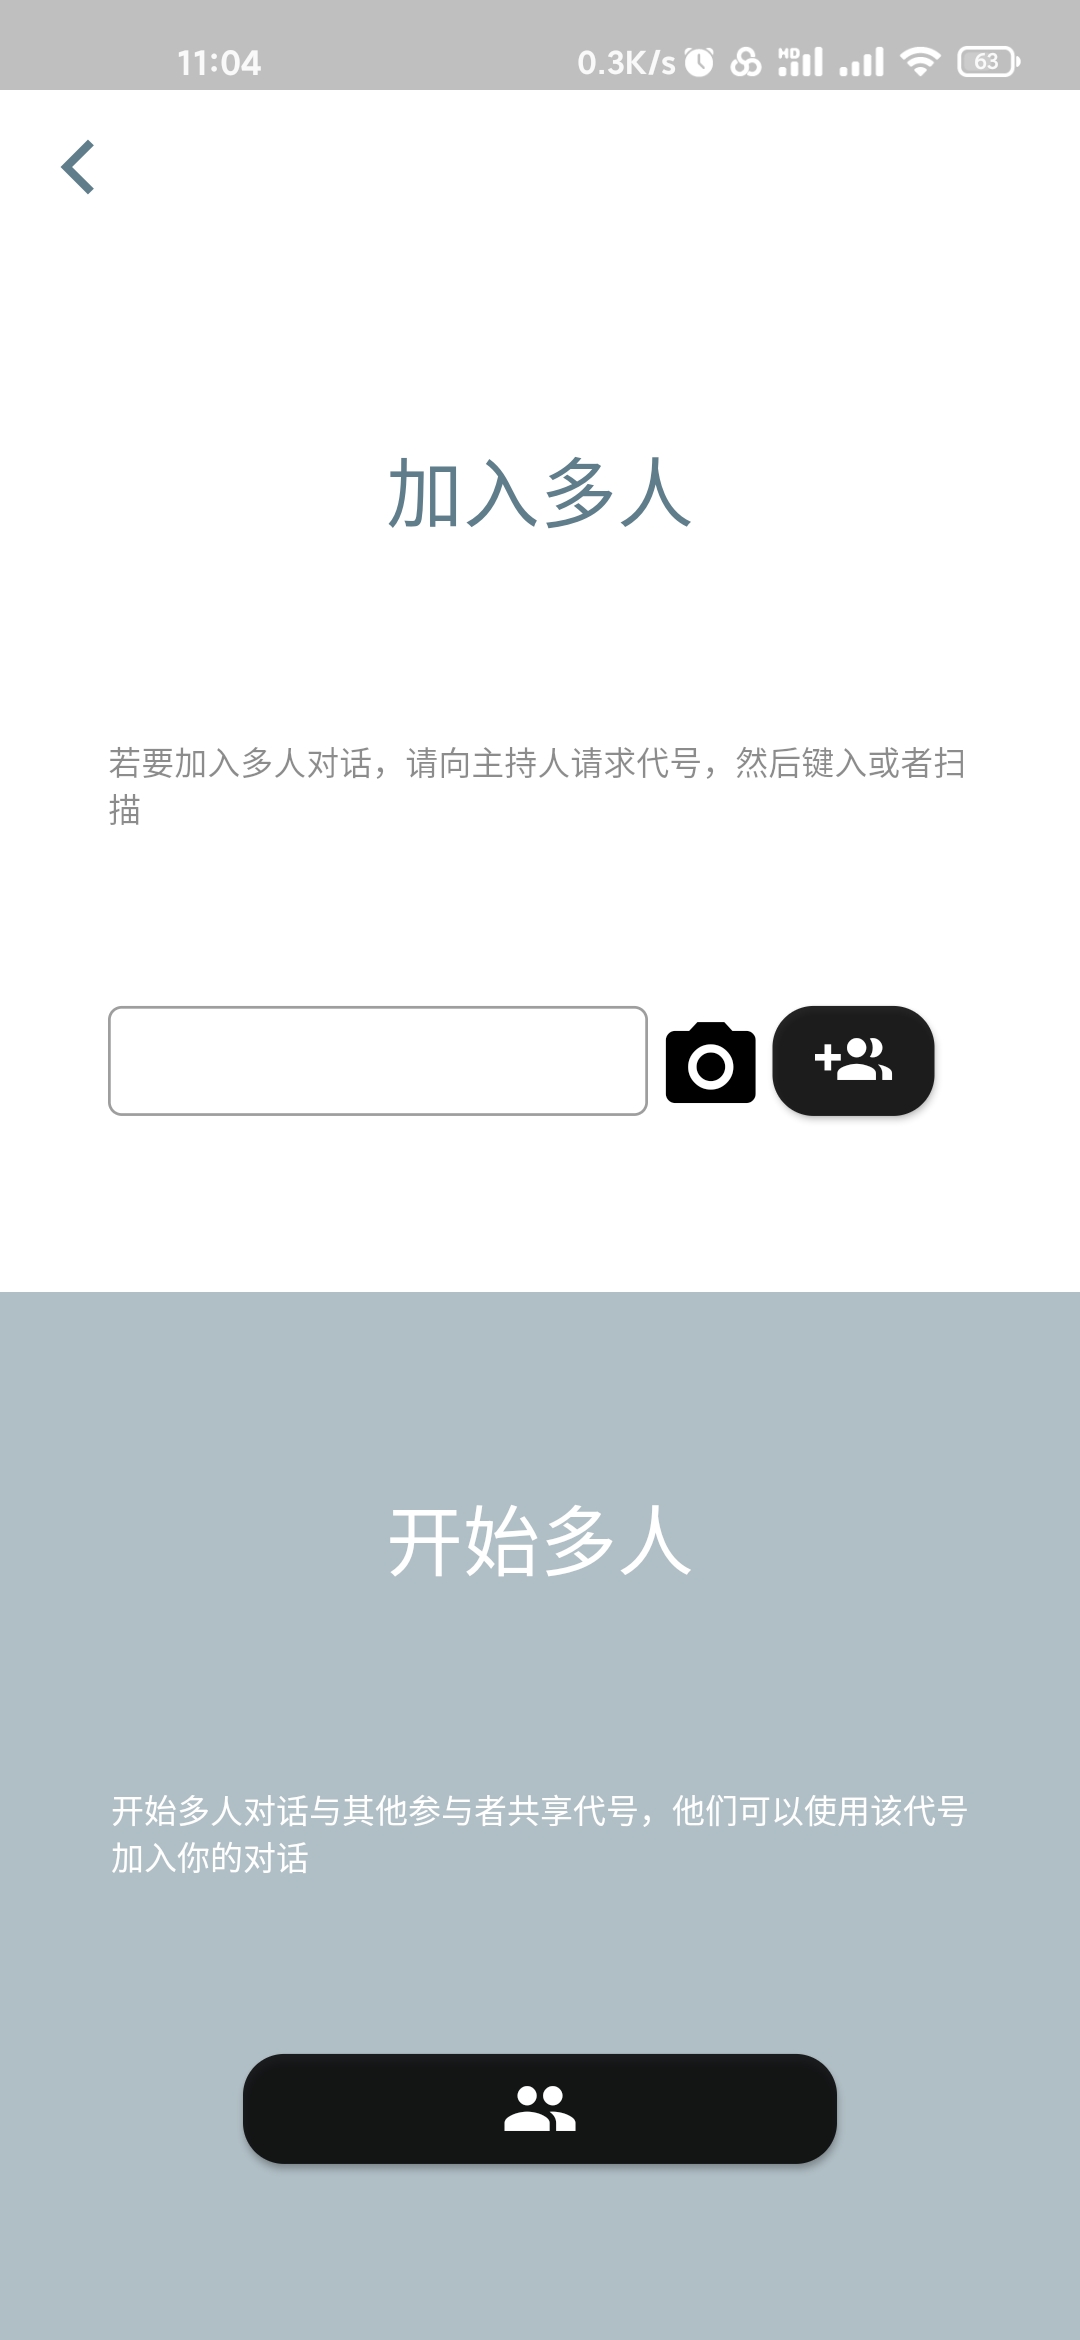 11:04 0.3K/s HD 63
加入多人
若要加入多人对话，请向主持人请求代号，然后键入或者扫
描
开始多人
开始多人对话与其他参与者共享代号，他们可以使用该代号
加入你的对话